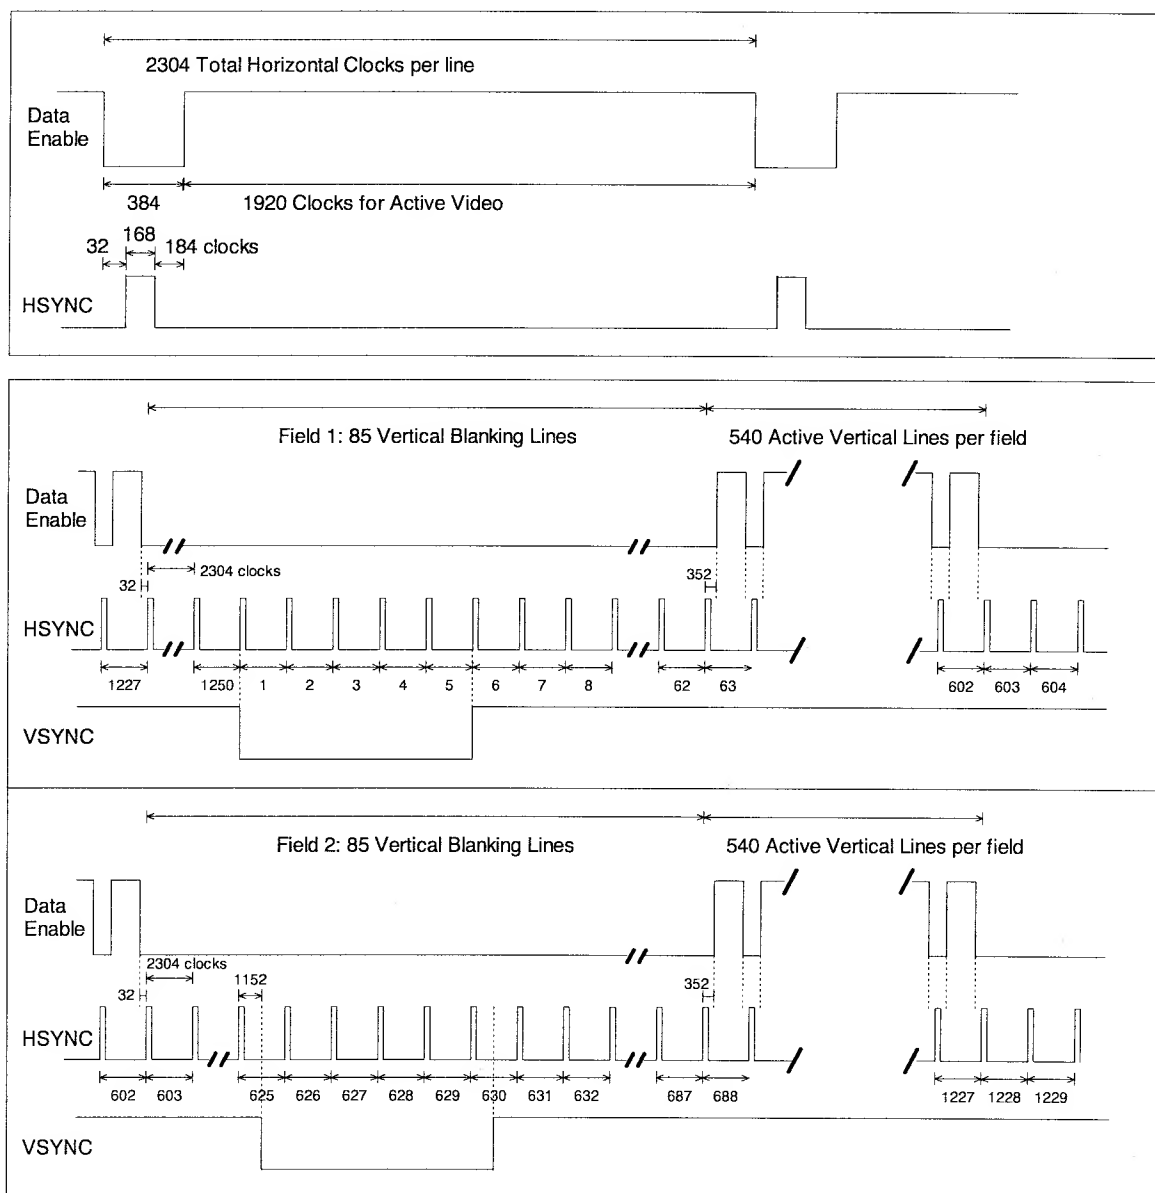 2304 Total Horizontal Clocks per line
Data
Enable
384
1920 Clocks for Active Video
168
32
184 clocks
HSYNC
Field 1: 85 Vertical Blanking Lines
540 Active Vertical Lines per field
Data
Enable
2304 clocks
32
352
HSYNC
1227 1250 1 2 3 4 5 6 7 8 62 63 602 603 604
VSYNC
Field 2: 85 Vertical Blanking Lines
540 Active Vertical Lines per field
Data
Enable
2304 clocks
1152
32
352
HSYNC
602 603 625 626 627 628 629 630 631 632 687 688 1227 1228 1229
VSYNC